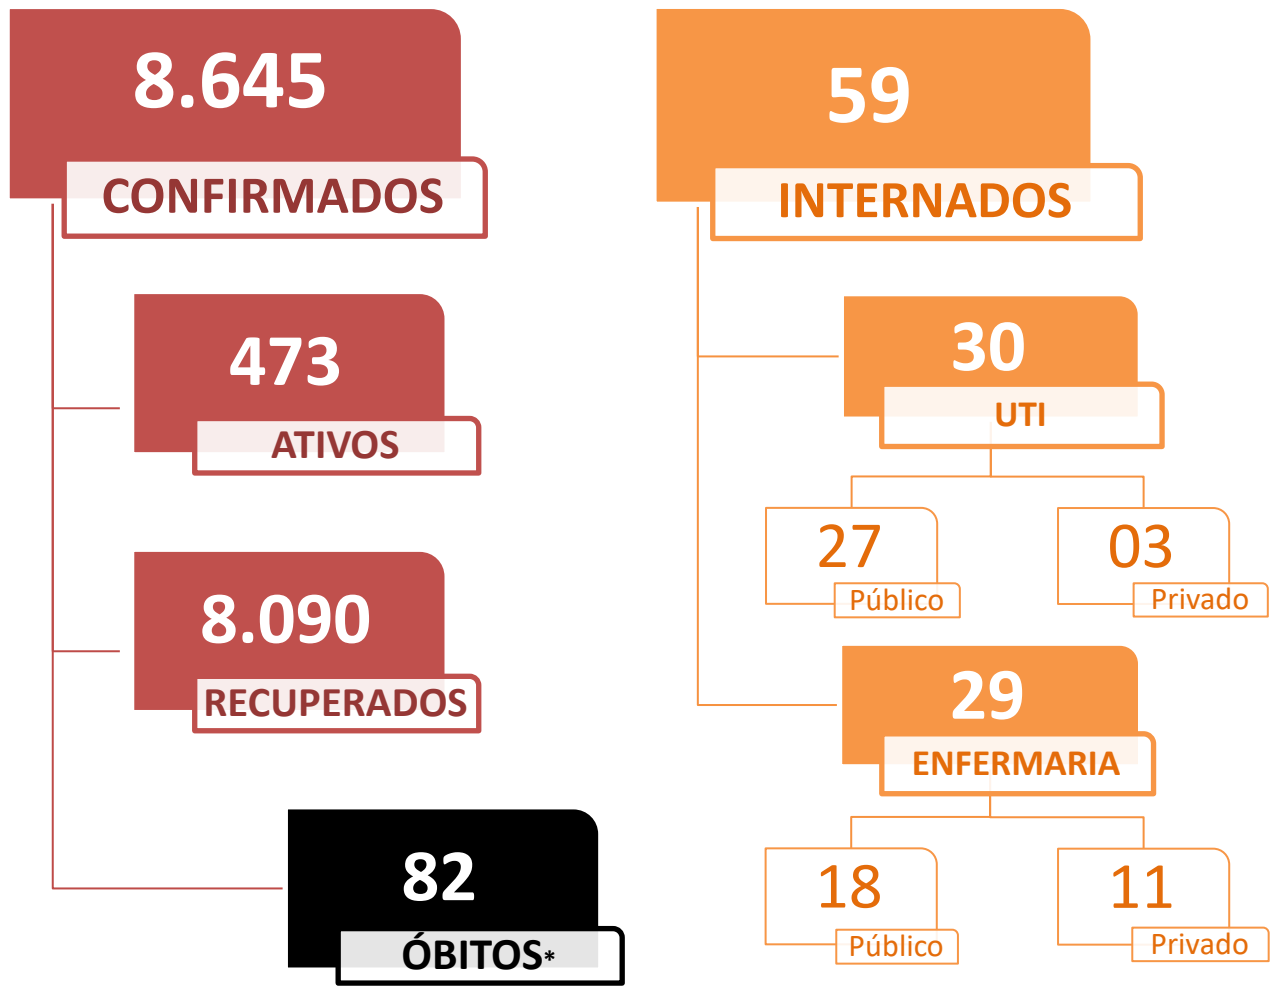 8.645
CONFIRMADOS
473
ATIVOS
8.090
RECUPERADOS
82
ÓBITOS*
59
INTERNADOS
30
UTI
27
Público
03
Privado
29
ENFERMARIA
18
Público
11
Privado